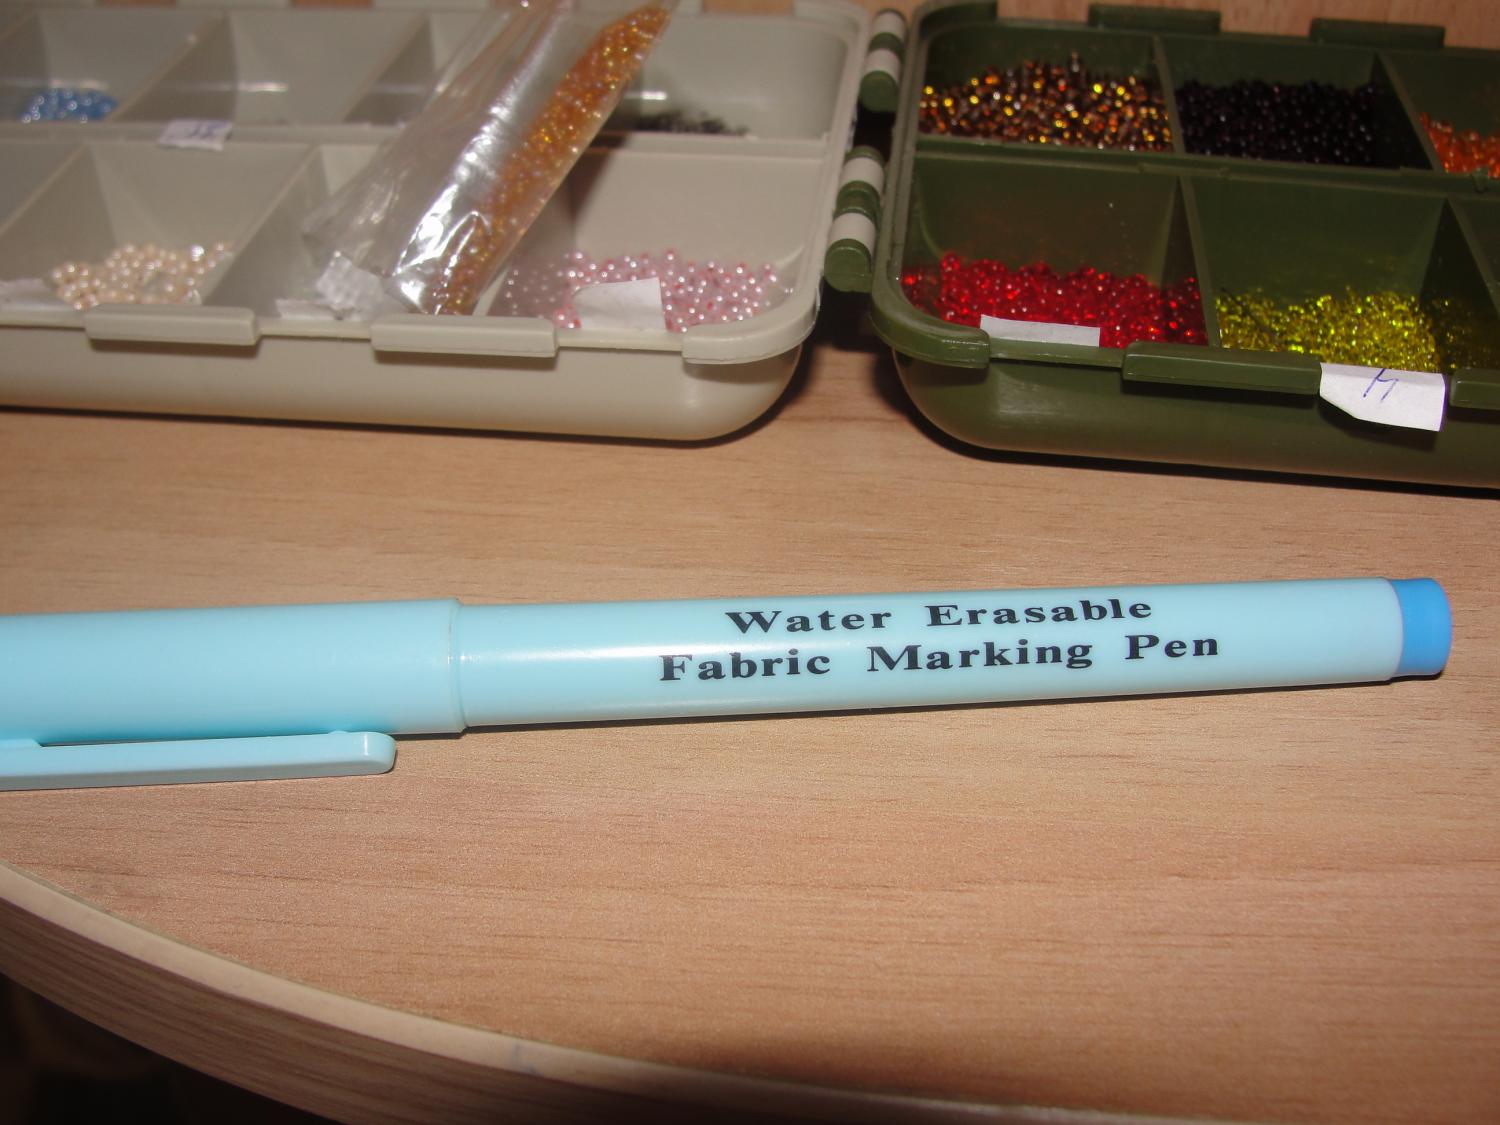 Water Erasable
Fabric Marking Pen